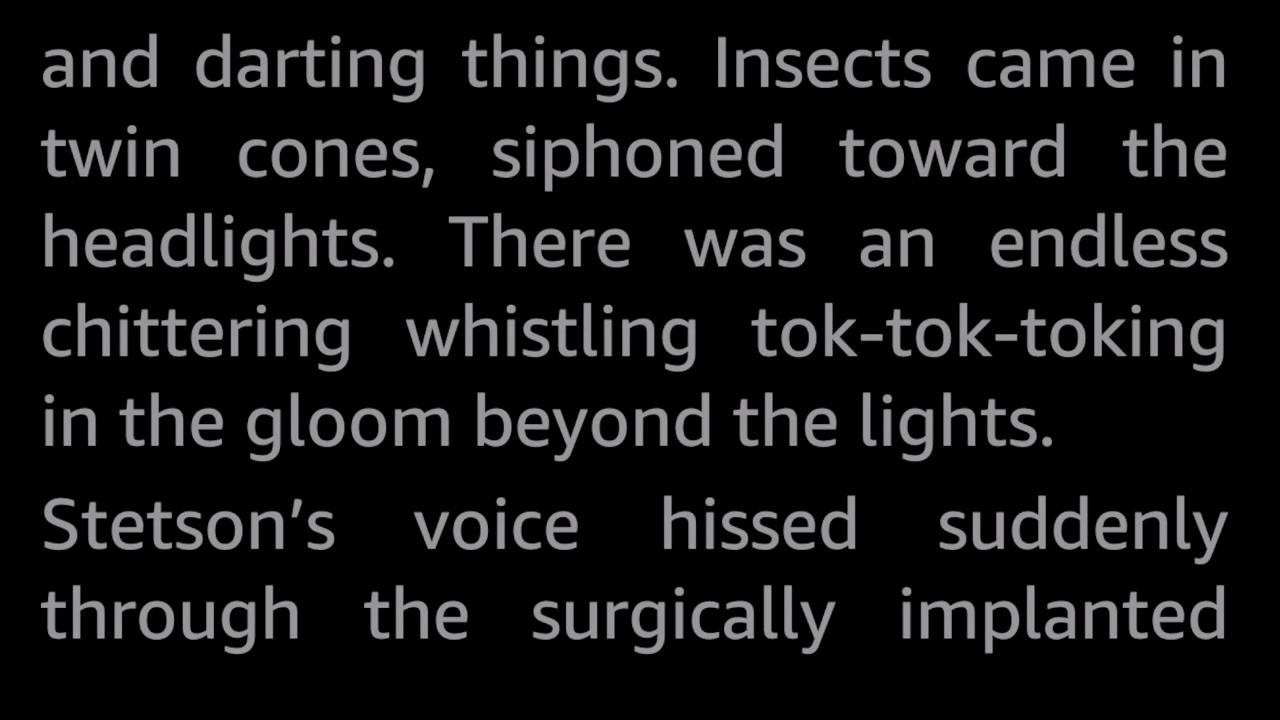 and darting things. Insects came in
twin cones, siphoned toward the
headlights. There was an endless
chittering whistling tok-tok-toking
in the gloom beyond the lights.
Stetson’s voice hissed suddenly
through the surgically implanted